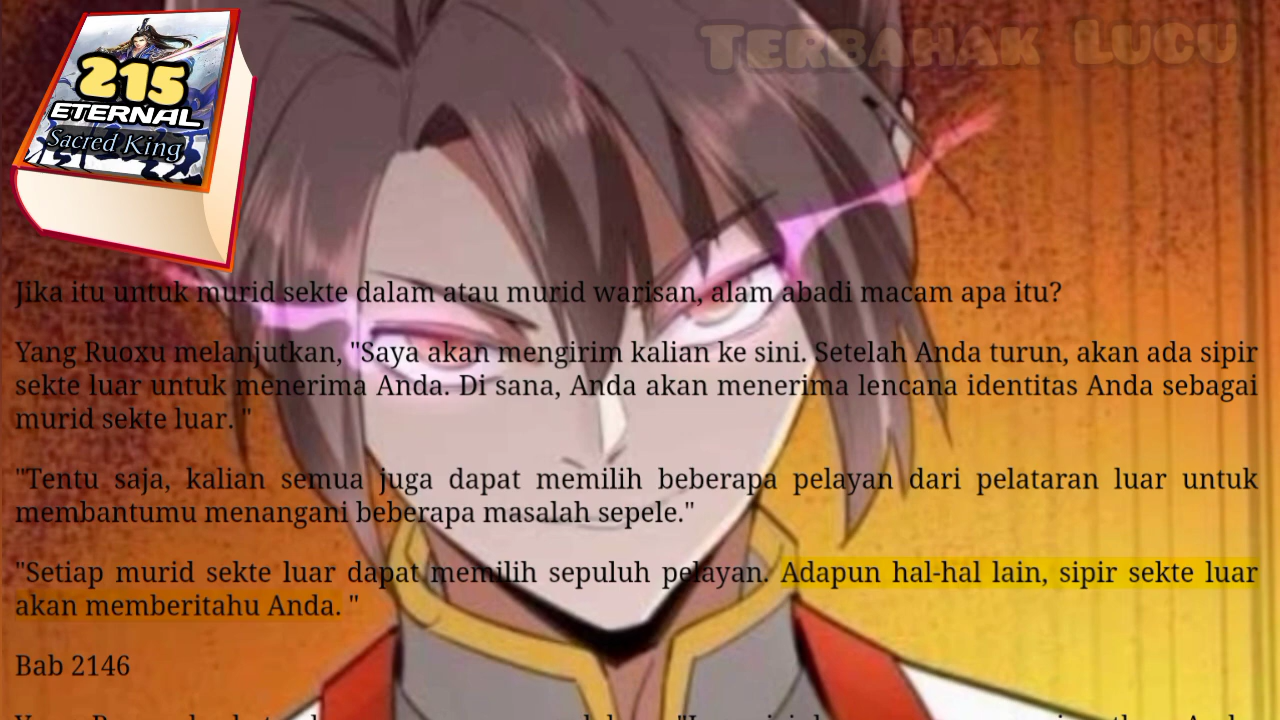 TERBAHAK LUCU
215
ETERNAL
Sacred King
Jika itu untuk murid sekte dalam atau murid warisan, alam abadi macam apa itu?
Yang Ruoxu melanjutkan, "Saya akan mengirim kalian ke sini. Setelah Anda turun, akan ada sipir
sekte luar untuk menerima Anda. Di sana, Anda akan menerima lencana identitas Anda sebagai
murid sekte luar. "
"Tentu saja, kalian semua juga dapat memilih beberapa pelayan dari pelataran luar untuk
membantumu menangani beberapa masalah sepele."
"Setiap murid sekte luar dapat memilih sepuluh pelayan. Adapun hal-hal lain, sipir sekte luar
akan memberitahu Anda. "
Bab 2146